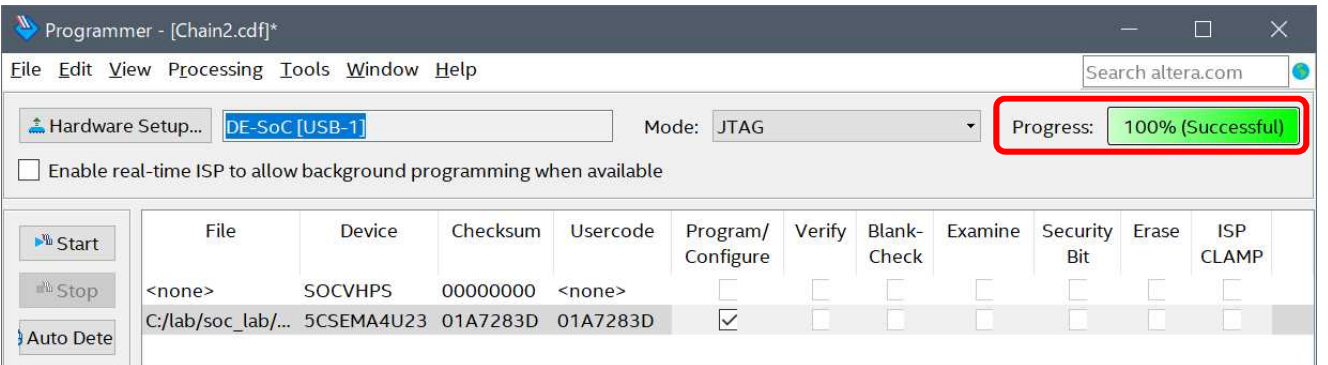 Programmer - [Chain2.cdf]*
File Edit View Processing Tools Window Help
Search altera.com
Hardware Setup... DE-SoC [USB-1] Mode: JTAG Progress: 100% (Successful)
Enable real-time ISP to allow background programming when available
Start
Stop
Auto Dete
File Device Checksum Usercode Program/ Verify Blank- Examine Security Erase ISP
Configure Check Bit CLAMP
<none> SOCVHPS 00000000 <none>
C:/lab/soc_lab/... 5CSEMA4U23 01A7283D 01A7283D